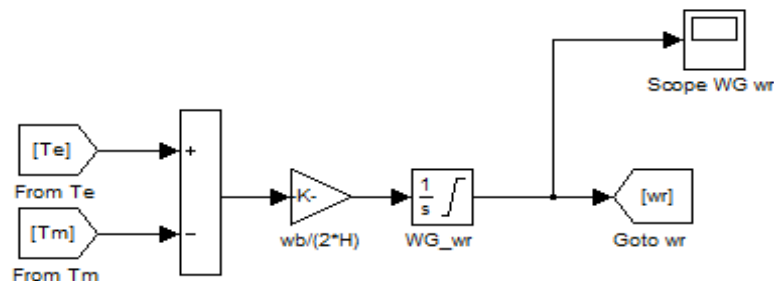 Scope WG wr
[Te]
+
From Te
-K-
1
s
[wr]
[Tm]
−
wb/(2*H)
WG_wr
Goto wr
From Tm